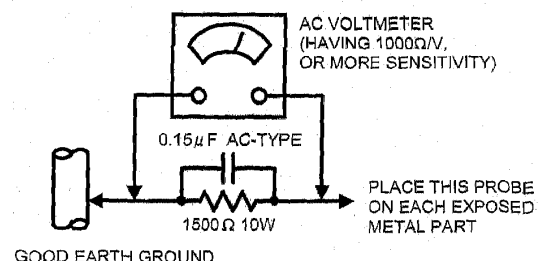 AC VOLTMETER
(HAVING 1000Ω/V,
OR MORE SENSITIVITY)
0.15μF AC-TYPE
1500Ω 10W
PLACE THIS PROBE
ON EACH EXPOSED
METAL PART
GOOD EARTH GROUND